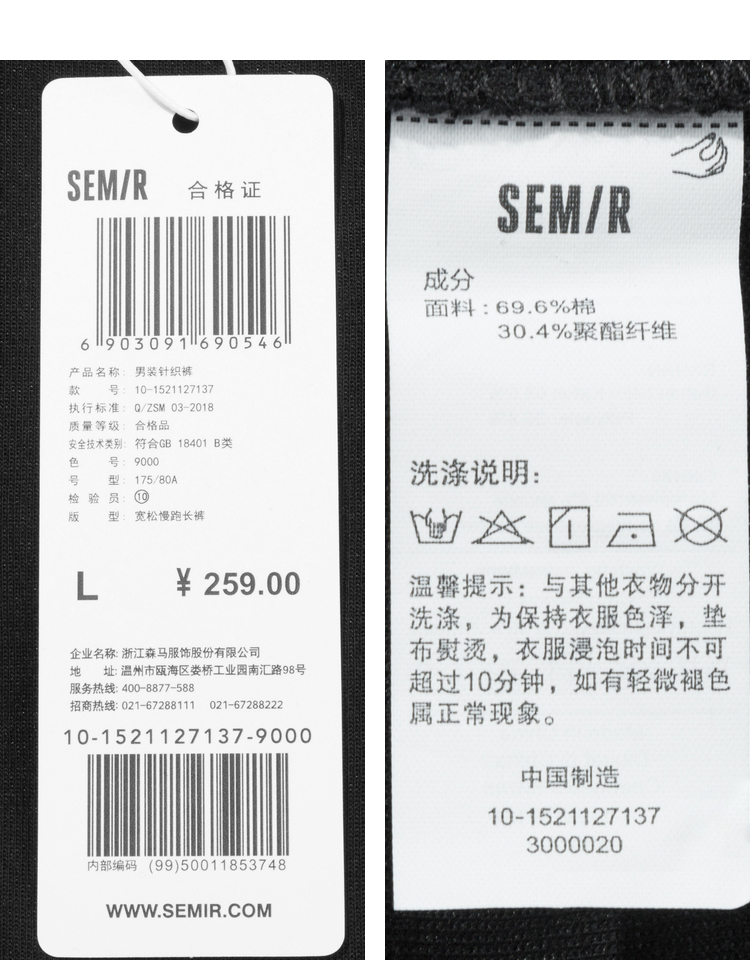 SEMIR 合格证
6 903091 690546
产品名称: 男装针织裤
款 号: 10-1521127137
执行标准: Q/ZSM 03-2018
质量等级: 合格品
安全技术类别: 符合GB 18401 B类
色 号: 9000
号 型: 175/80A
检 验 员: ⑩
版 型: 宽松慢跑长裤
L ¥ 259.00
企业名称: 浙江森马服饰股份有限公司
地 址: 温州市瓯海区娄桥工业园南汇路98号
服务热线: 400-8877-588
招商热线: 021-67288111 021-67288222
10-1521127137-9000
内部编码 (99)50011853748
WWW.SEMIR.COM
SEMIR
成分
面料:69.6%棉
30.4%聚酯纤维
洗涤说明:
温馨提示:与其他衣物分开
洗涤，为保持衣服色泽，垫
布熨烫，衣服浸泡时间不可
超过10分钟，如有轻微褪色
属正常现象。
中国制造
10-1521127137
3000020